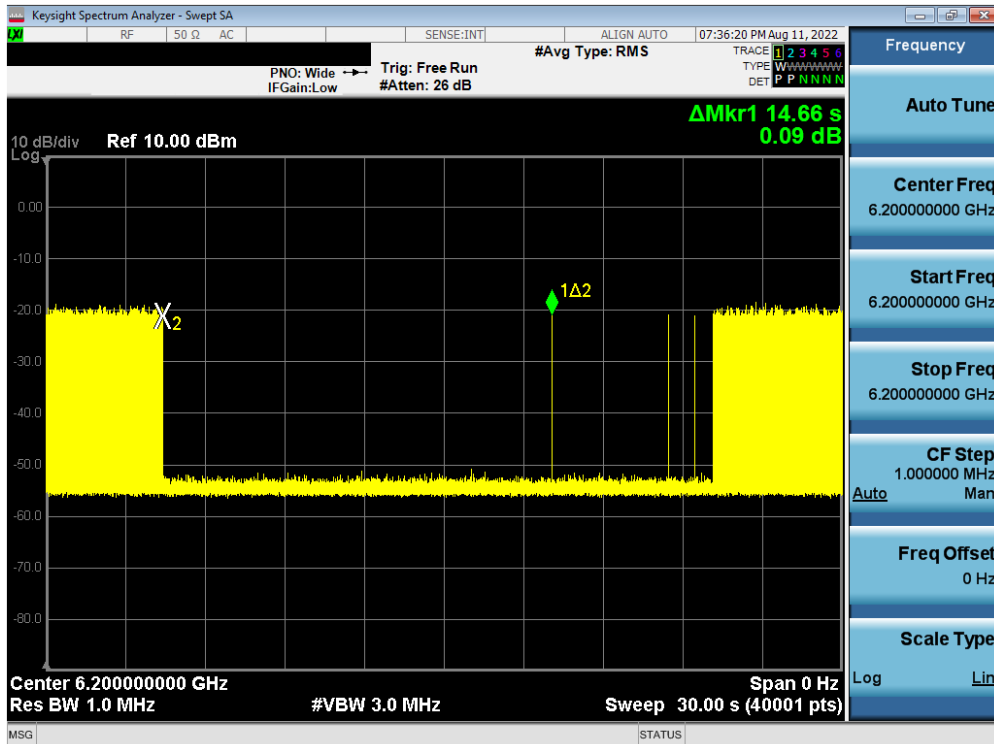 Keysight Spectrum Analyzer - Swept SA
LXI RF 50 Ω AC SENSE:INT ALIGN AUTO 07:36:20 PM Aug 11, 2022
#Avg Type: RMS
TRACE 1 2 3 4 5 6
TYPE WWWWWW
DET P P N N N N
PNO: Wide
IFGain:Low
Trig: Free Run
#Atten: 26 dB
ΔMkr1 14.66 s
0.09 dB
10 dB/div
Log
Ref 10.00 dBm
0.00
-10.0
-20.0
-30.0
-40.0
-50.0
-60.0
-70.0
-80.0
X2
1Δ2
Center 6.200000000 GHz
Res BW 1.0 MHz
#VBW 3.0 MHz
Span 0 Hz
Sweep 30.00 s (40001 pts)
MSG
STATUS
Frequency
Auto Tune
Center Freq
6.200000000 GHz
Start Freq
6.200000000 GHz
Stop Freq
6.200000000 GHz
CF Step
1.000000 MHz
Auto Man
Freq Offset
0 Hz
Scale Type
Log Lin